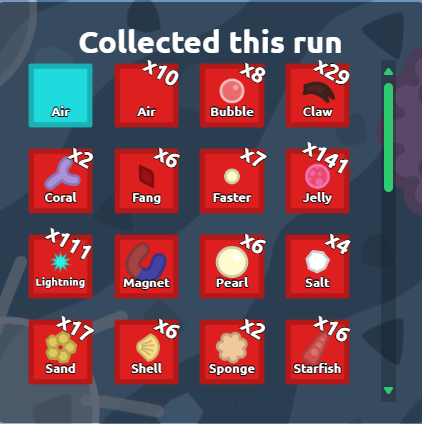 Collected this run
Air
x10
Air
x8
Bubble
x29
Claw
x2
Coral
x6
Fang
x7
Faster
x141
Jelly
x111
Lightning
Magnet
x6
Pearl
x4
Salt
x17
Sand
x6
Shell
x2
Sponge
x16
Starfish